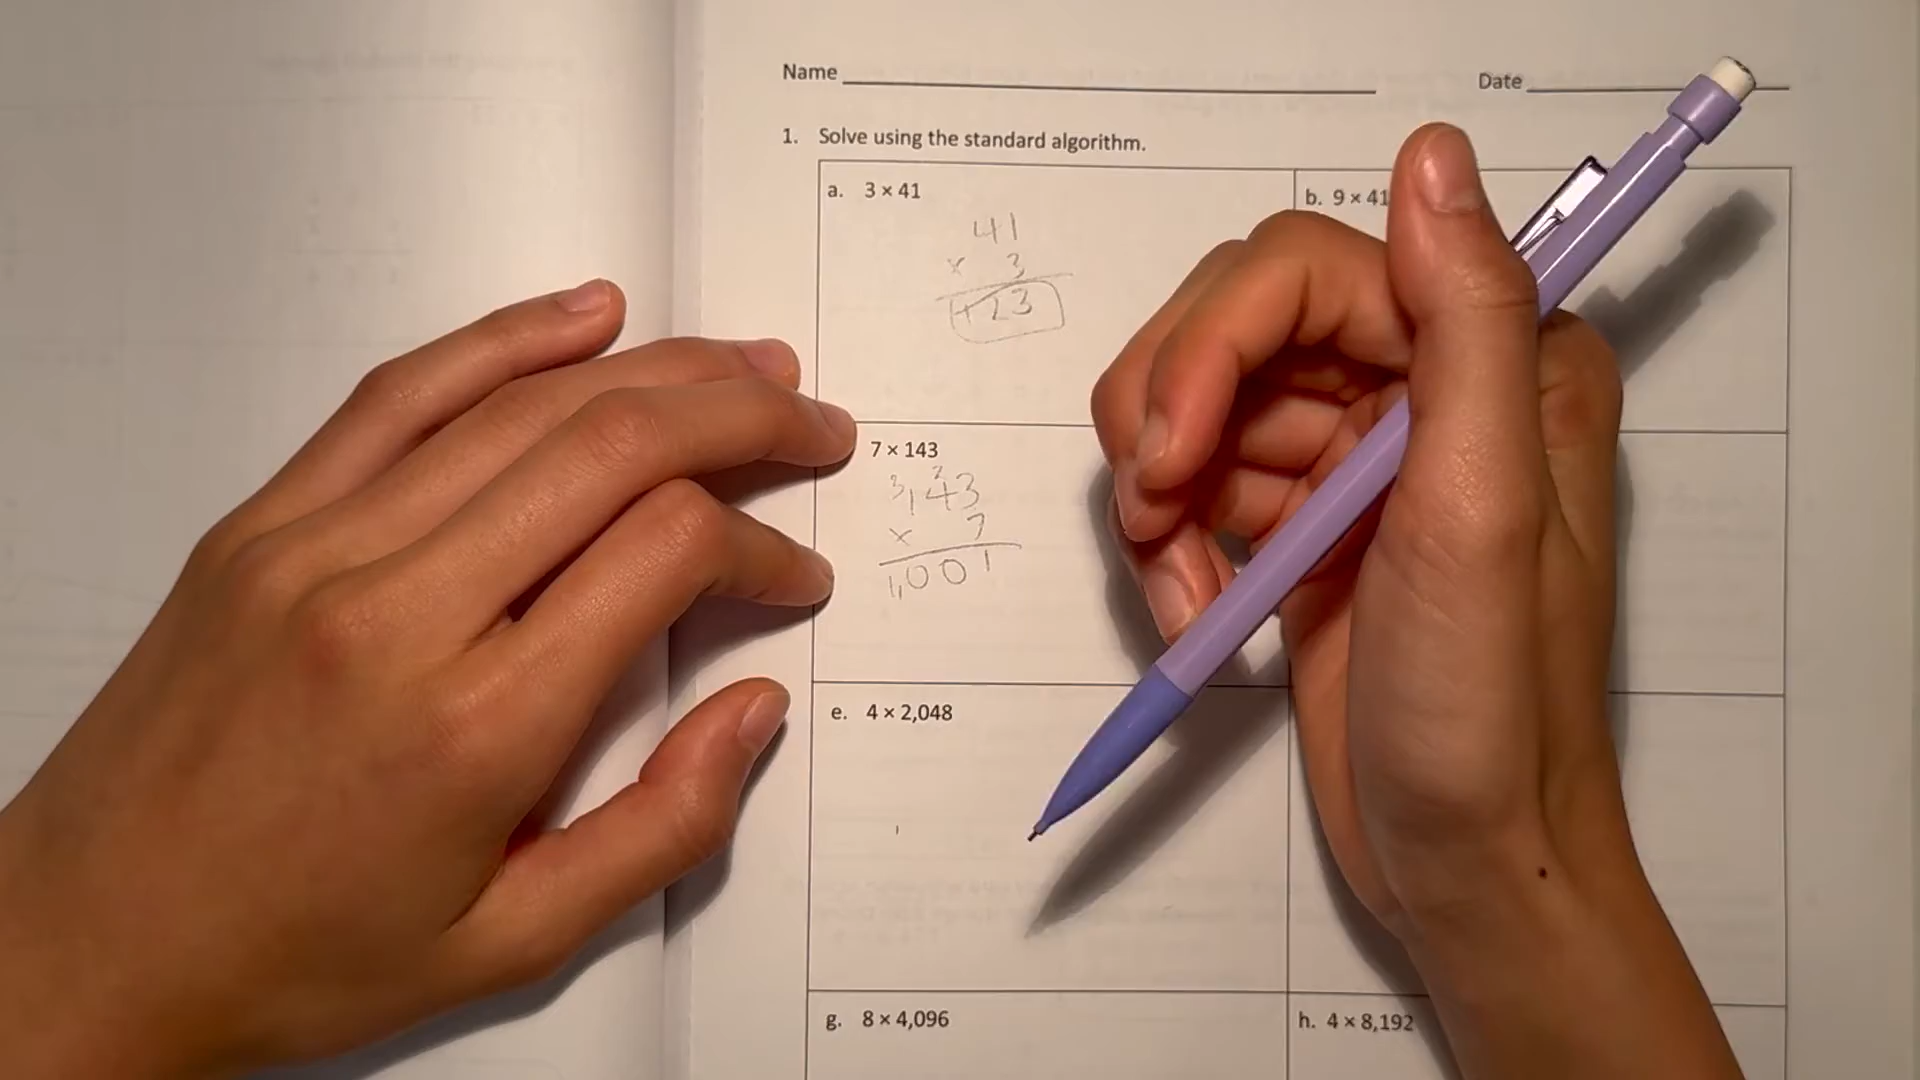 Name
Date
1. Solve using the standard algorithm.
a. 3 × 41
41
× 3
123
b. 9 × 41
7 × 143
3 2
143
× 7
1,001
e. 4 × 2,048
g. 8 × 4,096
h. 4 × 8,192